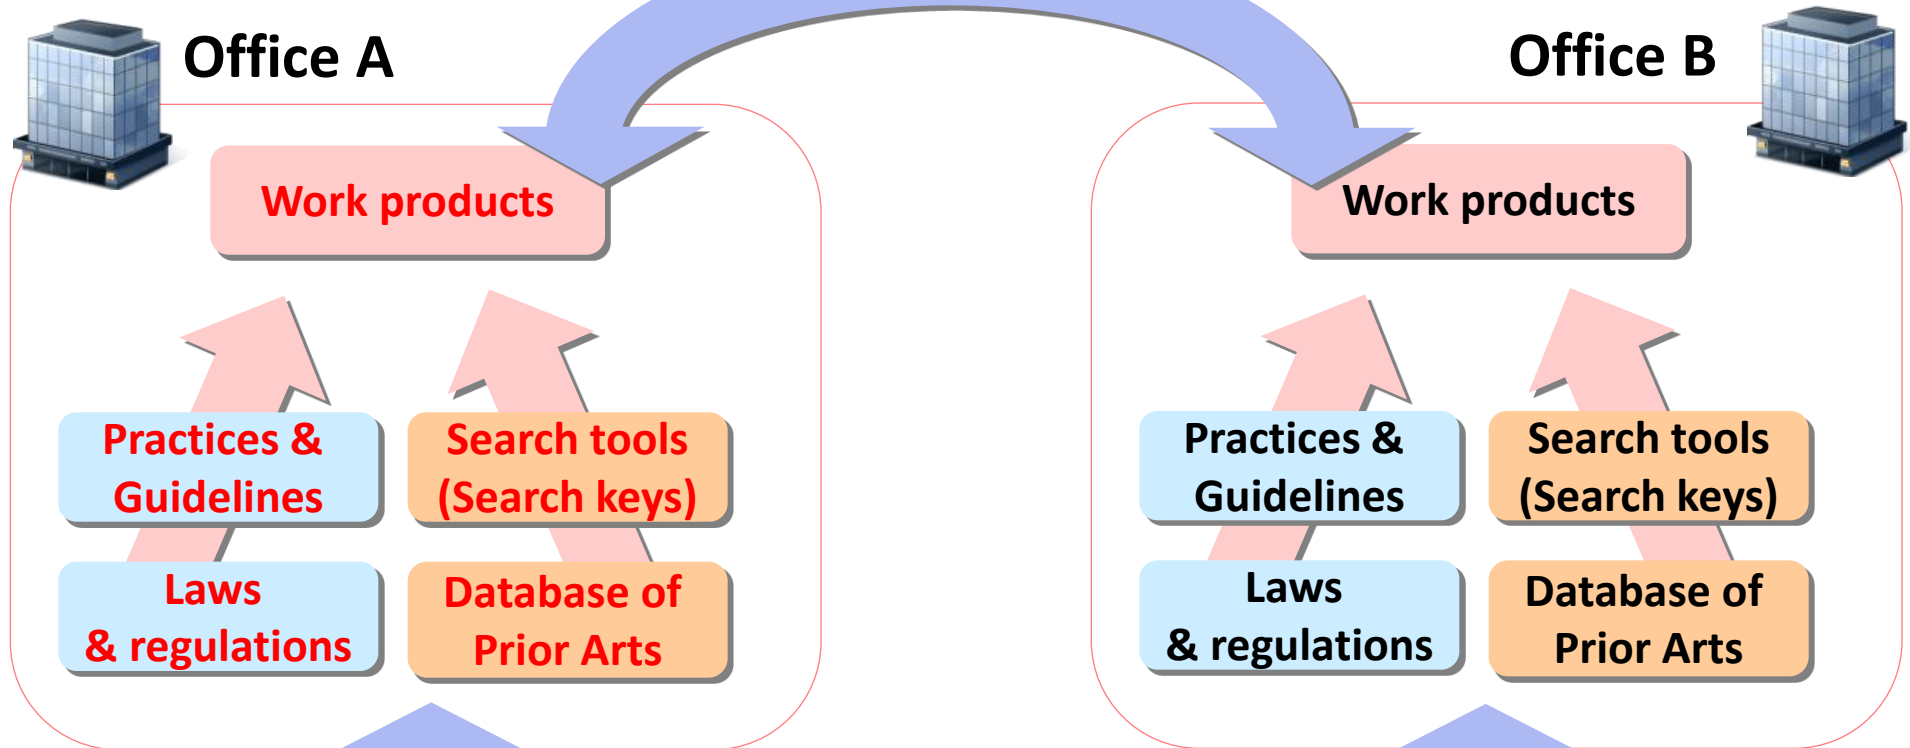 Office A
Work products
Practices &
Guidelines
Search tools
(Search keys)
Laws
& regulations
Database of
Prior Arts
Office B
Work products
Practices &
Guidelines
Search tools
(Search keys)
Laws
& regulations
Database of
Prior Arts